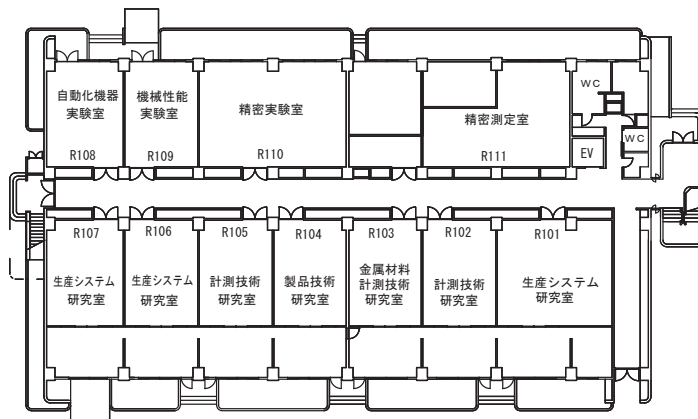 自動化機器
実験室
R108
機械性能
実験室
R109
精密実験室
R110
精密測定室
R111
WC
WC
EV
R107
生産システム
研究室
R106
生産システム
研究室
R105
計測技術
研究室
R104
製品技術
研究室
R103
金属材料
計測技術
研究室
R102
計測技術
研究室
R101
生産システム
研究室